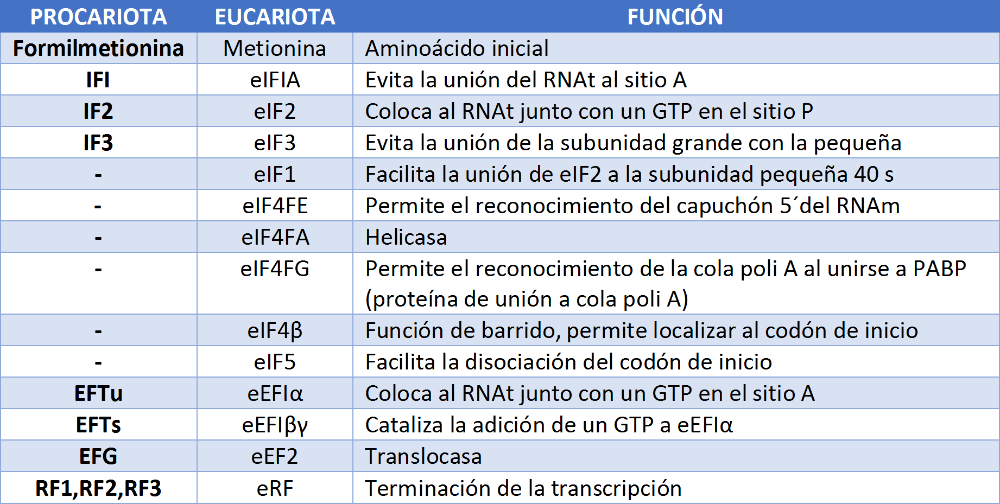 PROCARIOTA EUCARIOTA FUNCIÓN
Formilmetionina Metionina Aminoácido inicial
IFI eIFIA Evita la unión del RNAt al sitio A
IF2 eIF2 Coloca al RNAt junto con un GTP en el sitio P
IF3 eIF3 Evita la unión de la subunidad grande con la pequeña
- eIF1 Facilita la unión de eIF2 a la subunidad pequeña 40 s
- eIF4FE Permite el reconocimiento del capuchón 5´del RNAm
- eIF4FA Helicasa
- eIF4FG Permite el reconocimiento de la cola poli A al unirse a PABP
(proteína de unión a cola poli A)
- eIF4β Función de barrido, permite localizar al codón de inicio
- eIF5 Facilita la disociación del codón de inicio
EFTu eEFIα Coloca al RNAt junto con un GTP en el sitio A
EFTs eEFIβγ Cataliza la adición de un GTP a eEFIα
EFG eEF2 Translocasa
RF1,RF2,RF3 eRF Terminación de la transcripción